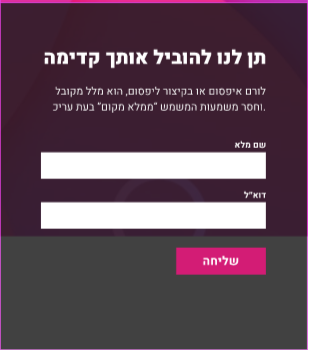 תן לנו להוביל אותך קדימה
לורם איפסום או בקיצור ליפסום, הוא מלל מקובל
.וחסר משמעות המשמש "ממלא מקום" בעת עריכ
שם מלא
דוא"ל
שליחה